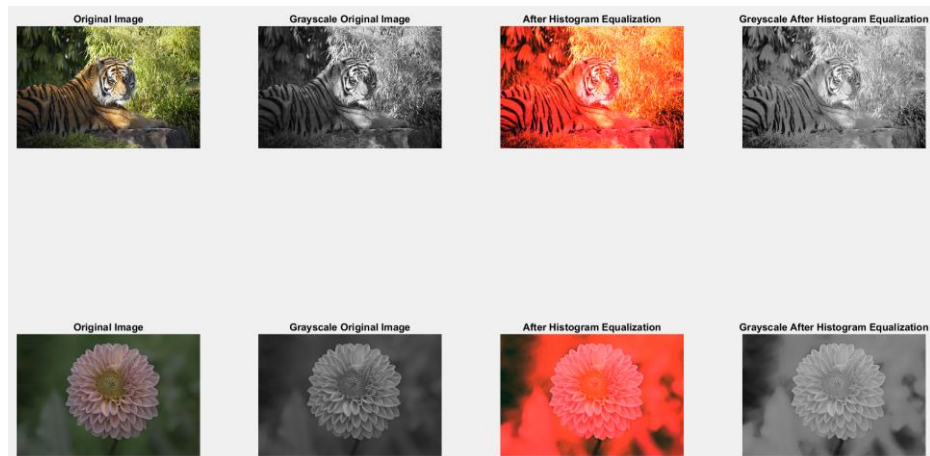 Original Image
Grayscale Original Image
After Histogram Equalization
Greyscale After Histogram Equalization
Original Image
Grayscale Original Image
After Histogram Equalization
Grayscale After Histogram Equalization